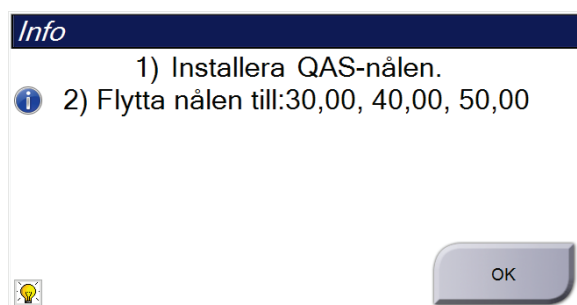 Info
1) Installera QAS-nålen.
2) Flytta nålen till:30,00, 40,00, 50,00
OK